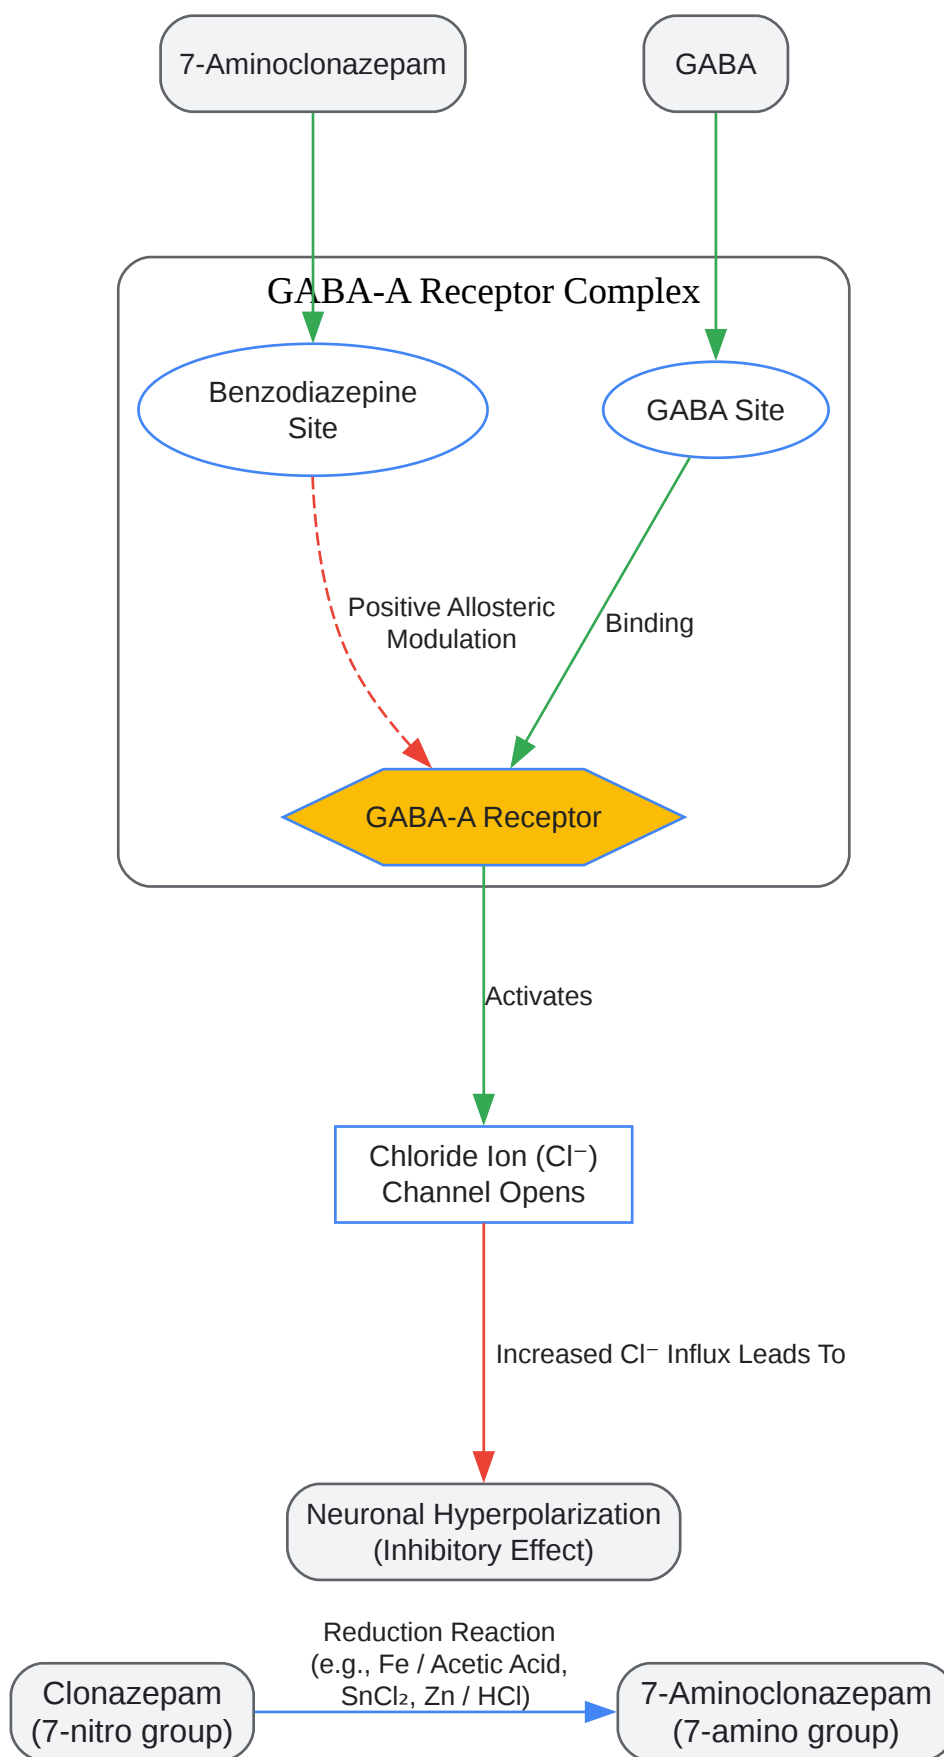 7-Aminoclonazepam
GABA
GABA-A Receptor Complex
Benzodiazepine
Site
GABA Site
Positive Allosteric
Modulation
Binding
GABA-A Receptor
Activates
Chloride Ion (Cl⁻)
Channel Opens
Increased Cl⁻ Influx Leads To
Neuronal Hyperpolarization
(Inhibitory Effect)
Reduction Reaction
(e.g., Fe / Acetic Acid,
SnCl₂, Zn / HCl)
Clonazepam
(7-nitro group)
7-Aminoclonazepam
(7-amino group)